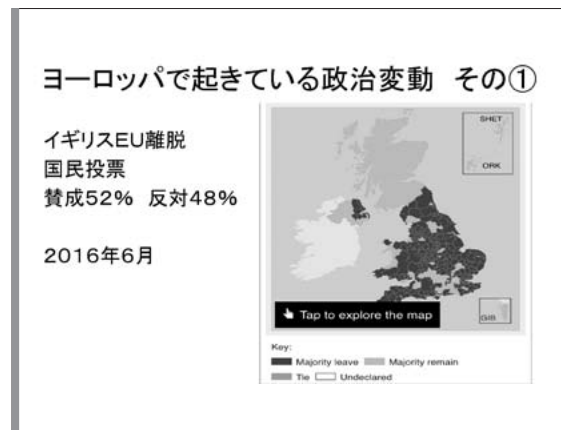 ヨーロッパで起きている政治変動 その①
イギリスEU離脱
国民投票
賛成52% 反対48%
2016年6月
SHET
ORK
GIB
Tap to explore the map
Key:
Majority leave Majority remain
Tie Undeclared